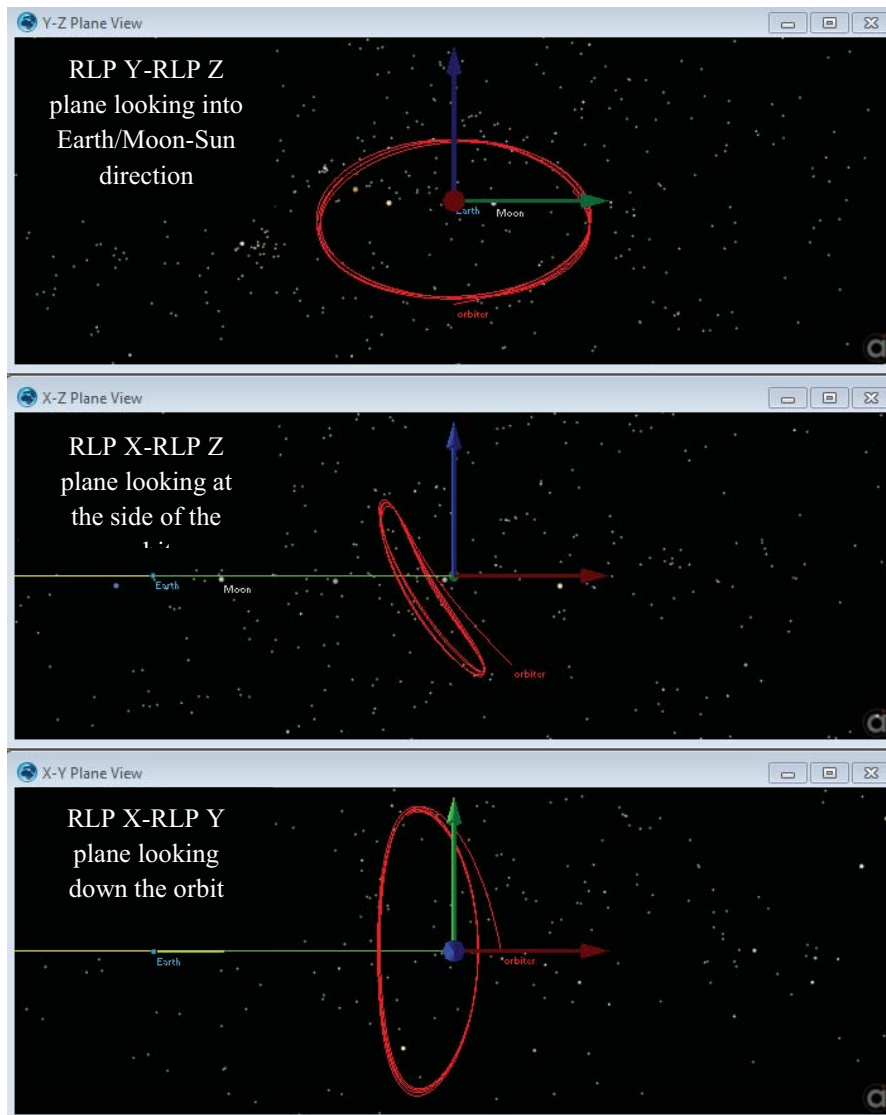 Y-Z Plane View
RLP Y-RLP Z
plane looking into
Earth/Moon-Sun
direction
Earth
Moon
orbiter
X-Z Plane View
RLP X-RLP Z
plane looking at
the side of the
Earth
Moon
orbiter
X-Y Plane View
RLP X-RLP Y
plane looking
down the orbit
Earth
orbiter